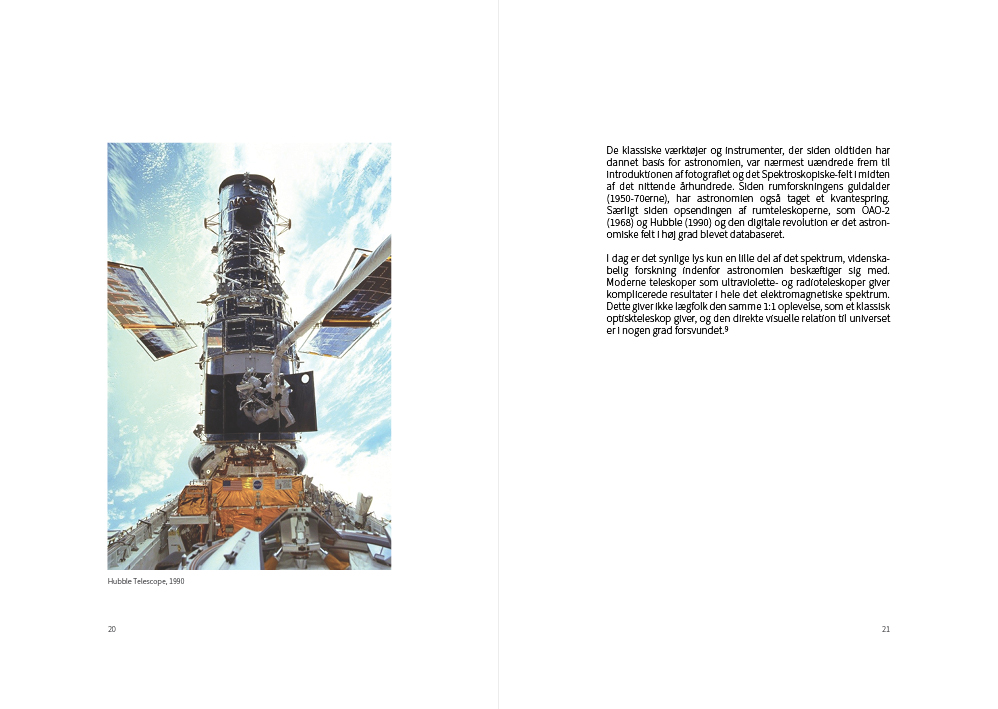 Hubble Telescope, 1990
20
De klassiske værktøjer og instrumenter, der siden oldtiden har
dannet basis for astronomien, var nærmest uændrede frem til
introduktionen af fotografiet og det Spektroskopiske-felt i midten
af det nittende århundrede. Siden rumforskningens guldalder
(1950-70erne), har astronomien også taget et kvantespring.
Særligt siden opsendingen af rumteleskoperne, som OAO-2
(1968) og Hubble (1990) og den digitale revolution er det astron-
omiske felt i høj grad blevet databaseret.
I dag er det synlige lys kun en lille del af det spektrum, videnska-
belig forskning indenfor astronomien beskæftiger sig med.
Moderne teleskoper som ultraviolette- og radioteleskoper giver
komplicerede resultater i hele det elektromagnetiske spektrum.
Dette giver ikke lægfolk den samme 1:1 oplevelse, som et klassisk
optiskteleskop giver, og den direkte visuelle relation til universet
er i nogen grad forsvundet.⁹
21